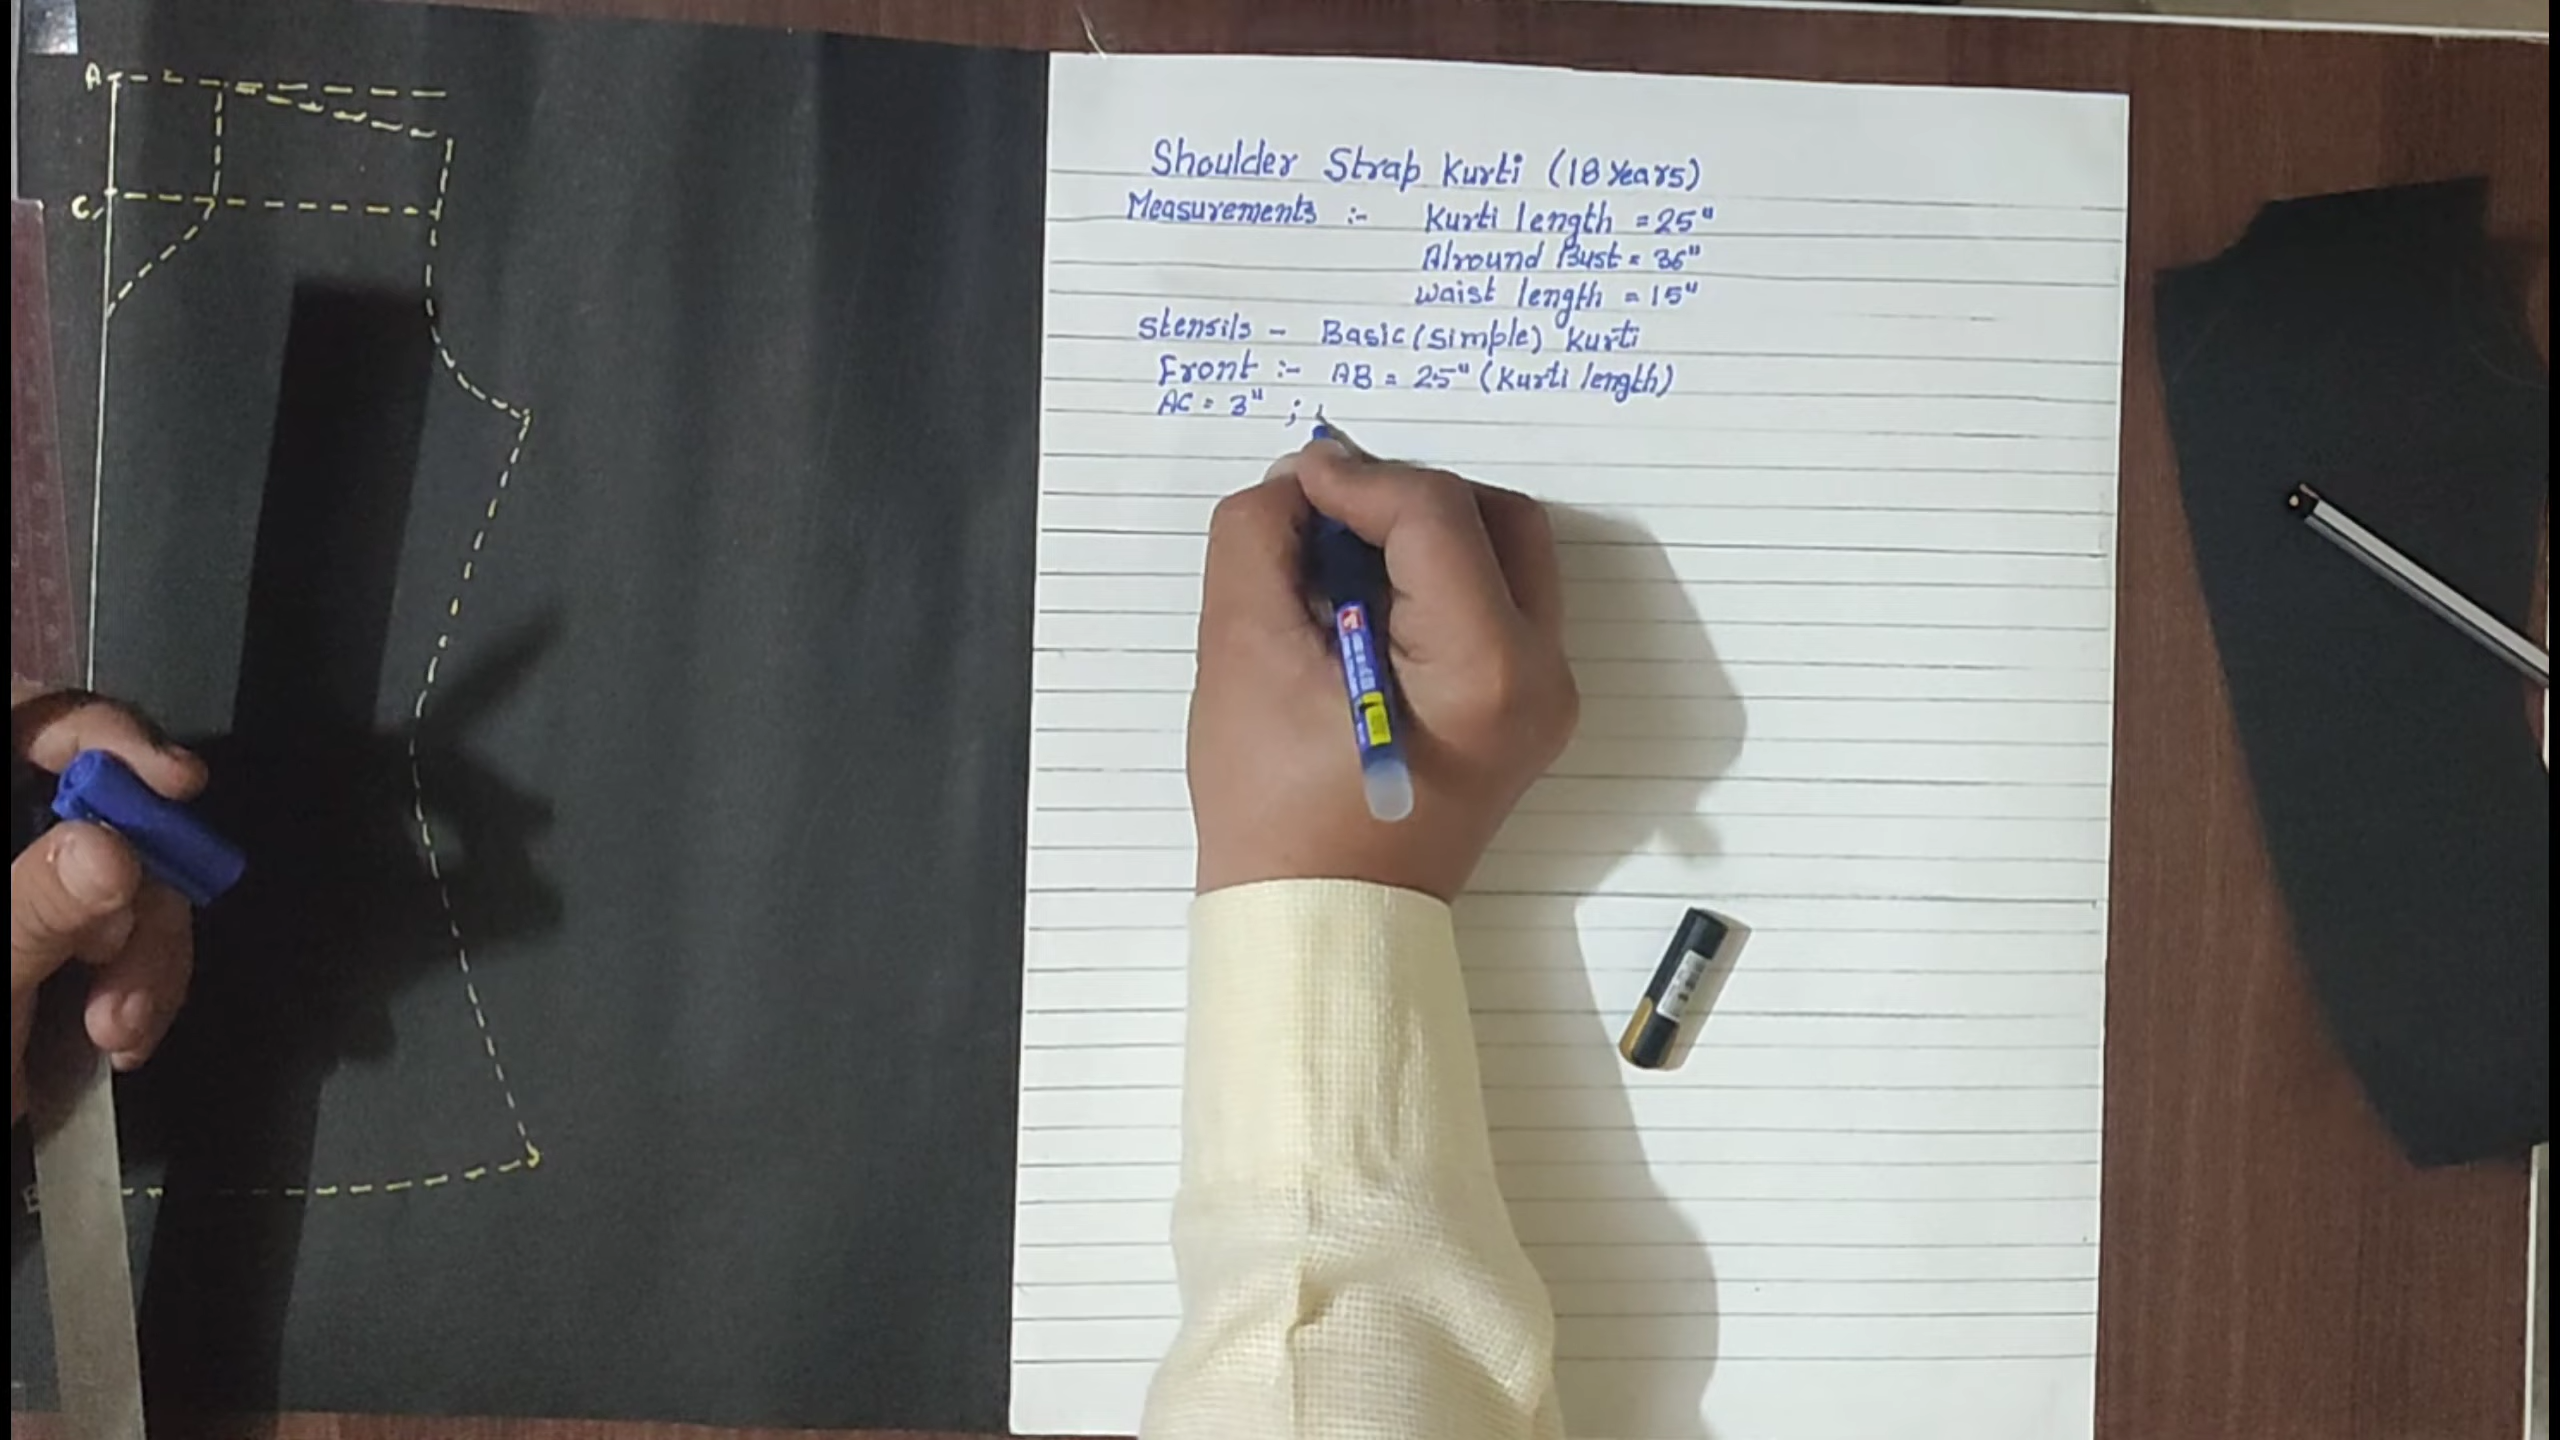 A
C
B
Shoulder Strap Kurti (18 Years)
Measurements :- Kurti length = 25"
Alround Bust = 36"
Waist length = 15"
Stensils - Basic (Simple) Kurti
Front :- AB = 25" (Kurti length)
AC = 3" ;